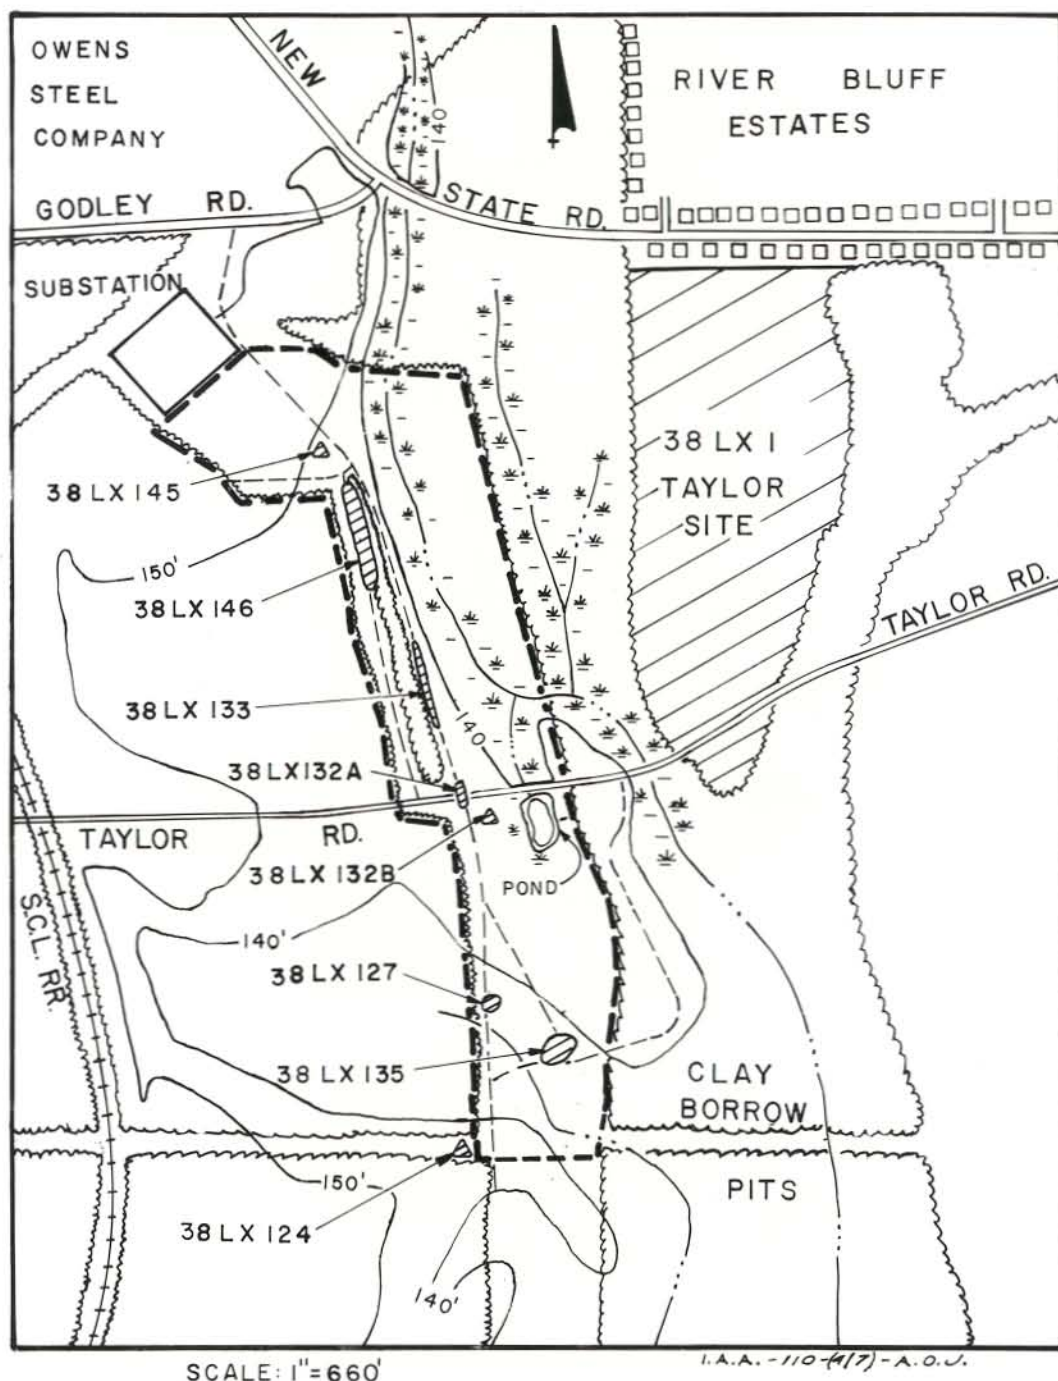 OWENS
STEEL
COMPANY
NEW
STATE RD.
140
RIVER BLUFF
ESTATES
GODLEY RD.
SUBSTATION
38 LX 1
TAYLOR
SITE
38 LX 145
150'
38 LX 146
TAYLOR RD.
38 LX 133
140
38 LX 132A
TAYLOR RD.
38 LX 132B
POND
S.C.L. RR.
140'
38 LX 127
38 LX 135
CLAY
BORROW
PITS
150'
38 LX 124
140'
SCALE: 1"=660'
I.A.A. -110-(4/7)-A.O.J.